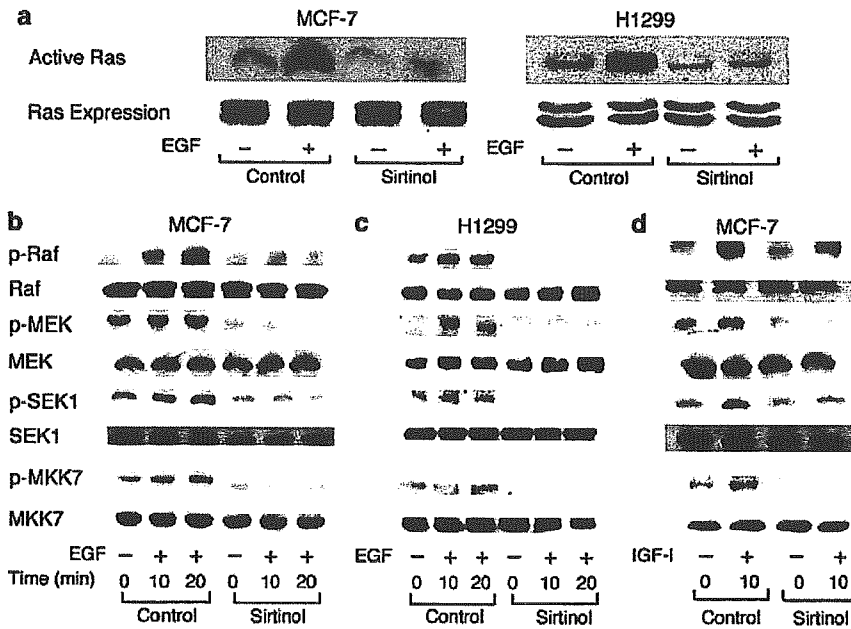 a
MCF-7 H1299
Active Ras
Ras Expression
EGF − + − + EGF − + − +
Control Sirtinol Control Sirtinol
b MCF-7 c H1299 d MCF-7
p-Raf
Raf
p-MEK
MEK
p-SEK1
SEK1
p-MKK7
MKK7
EGF − + + − + + EGF − + + − + + IGF-I − + − +
Time (min) 0 10 20 0 10 20 0 10 20 0 10 20 0 10 0 10
Control Sirtinol Control Sirtinol Control Sirtinol